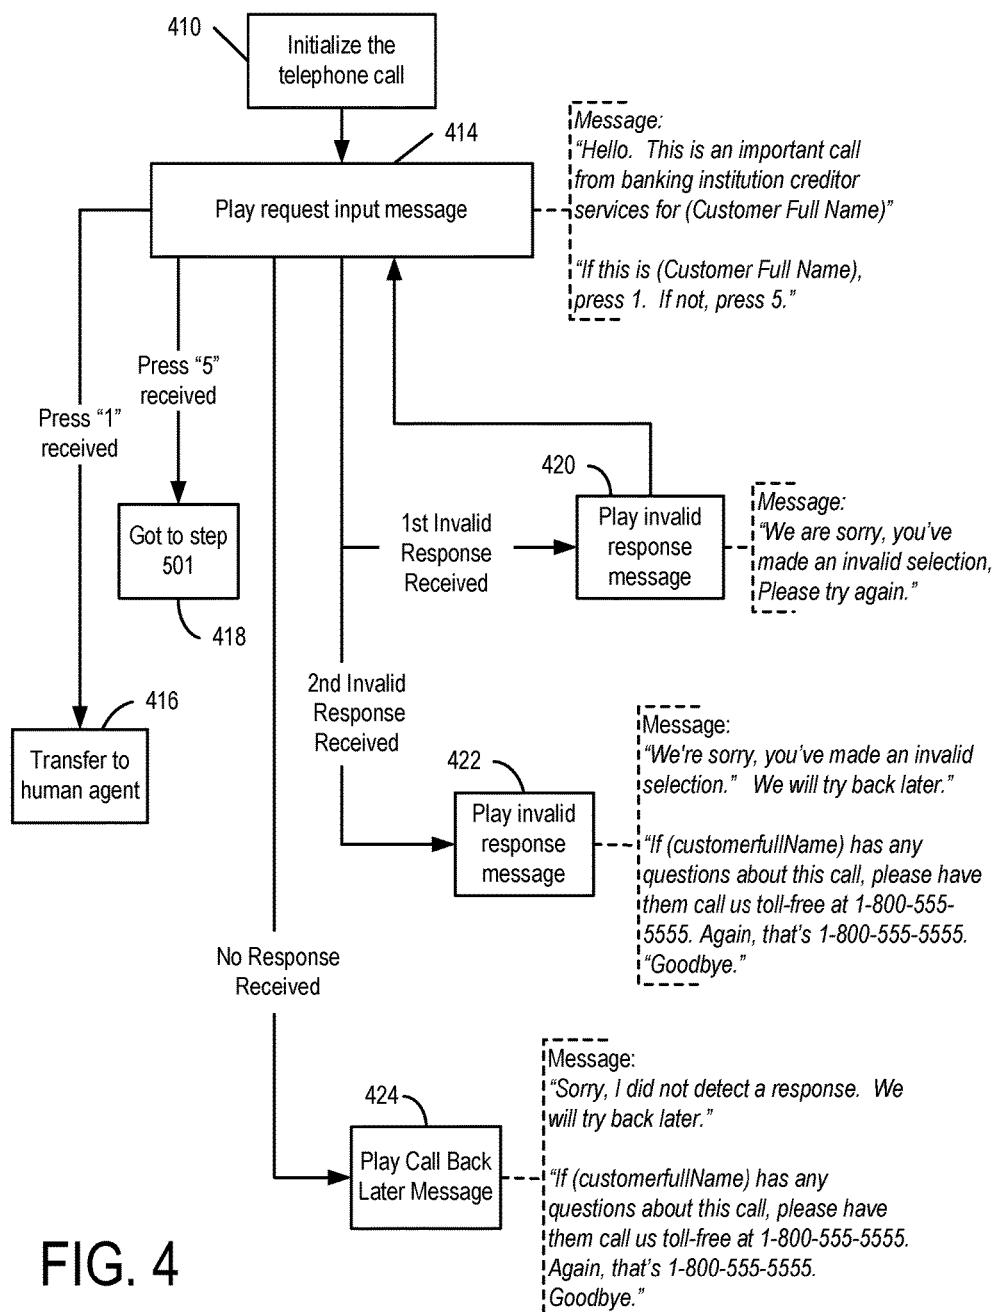 410
Initialize the
telephone call
414
Play request input message
Message:
“Hello.  This is an important call
from banking institution creditor
services for (Customer Full Name)”
“If this is (Customer Full Name),
press 1.  If not, press 5.”
Press “5”
received
Press “1”
received
Got to step
501
418
416
Transfer to
human agent
1st Invalid
Response
Received
420
Play invalid
response
message
Message:
“We are sorry, you’ve
made an invalid selection,
Please try again.”
2nd Invalid
Response
Received
422
Play invalid
response
message
Message:
“We're sorry, you’ve made an invalid
selection.”   We will try back later.”
“If (customerfullName) has any
questions about this call, please have
them call us toll-free at 1-800-555-
5555. Again, that’s 1-800-555-5555.
“Goodbye.”
No Response
Received
424
Play Call Back
Later Message
Message:
“Sorry, I did not detect a response.  We
will try back later.”
“If (customerfullName) has any
questions about this call, please have
them call us toll-free at 1-800-555-5555.
Again, that’s 1-800-555-5555.
Goodbye.”
FIG. 4